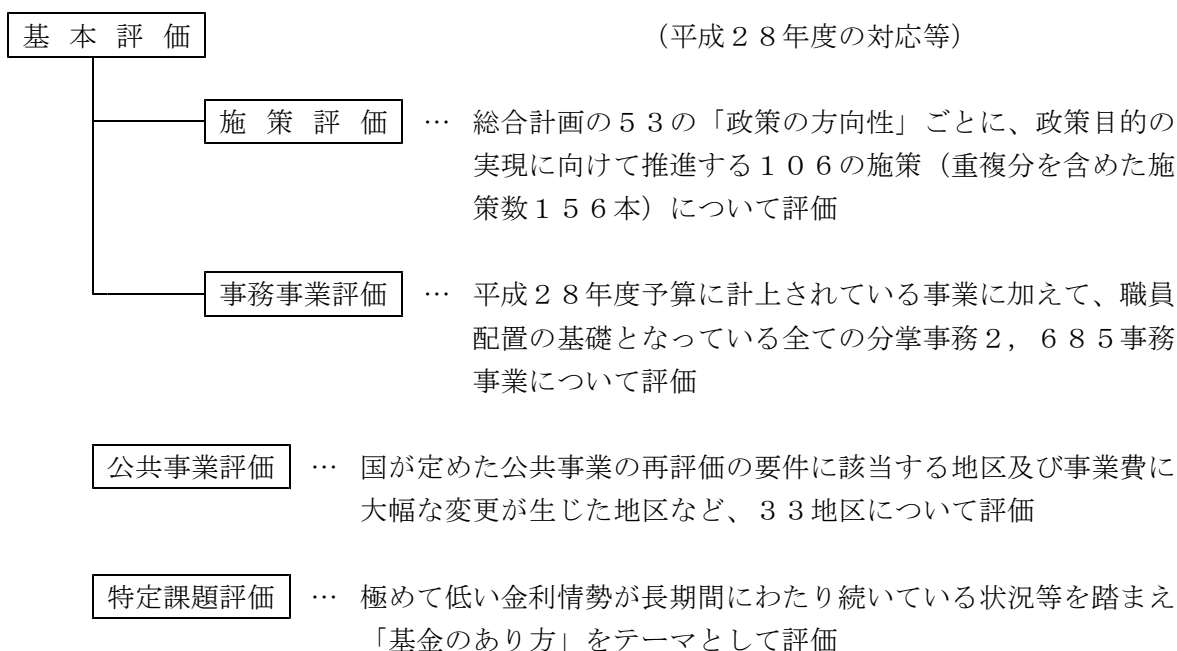 基 本 評 価 （平成２８年度の対応等）
施 策 評 価 … 総合計画の５３の「政策の方向性」ごとに、政策目的の
実現に向けて推進する１０６の施策（重複分を含めた施
策数１５６本）について評価
事務事業評価 … 平成２８年度予算に計上されている事業に加えて、職員
配置の基礎となっている全ての分掌事務２，６８５事務
事業について評価
公共事業評価 … 国が定めた公共事業の再評価の要件に該当する地区及び事業費に
大幅な変更が生じた地区など、３３地区について評価
特定課題評価 … 極めて低い金利情勢が長期間にわたり続いている状況等を踏まえ
「基金のあり方」をテーマとして評価